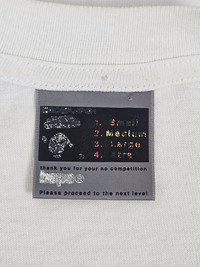 1. Small
2. Medium
3. Large
4. Xtra
thank you for your no competition
Please proceed to the next level